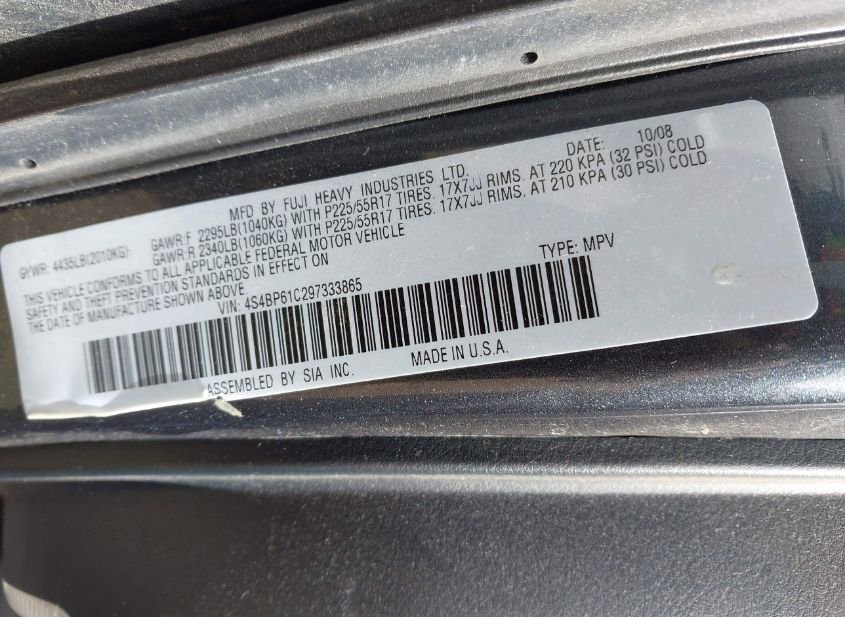 MFD BY FUJI HEAVY INDUSTRIES LTD. DATE: 10/08
GVWR: 4435LB(2010KG) GAWR:F 2295LB(1040KG) WITH P225/55R17 TIRES. 17X7JJ RIMS. AT 220 KPA (32 PSI) COLD
GAWR:R 2340LB(1060KG) WITH P225/55R17 TIRES. 17X7JJ RIMS. AT 210 KPA (30 PSI) COLD
THIS VEHICLE CONFORMS TO ALL APPLICABLE FEDERAL MOTOR VEHICLE
SAFETY AND THEFT PREVENTION STANDARDS IN EFFECT ON
THE DATE OF MANUFACTURE SHOWN ABOVE.
VIN: 4S4BP61C297333865 TYPE: MPV
ASSEMBLED BY SIA INC. MADE IN U.S.A.